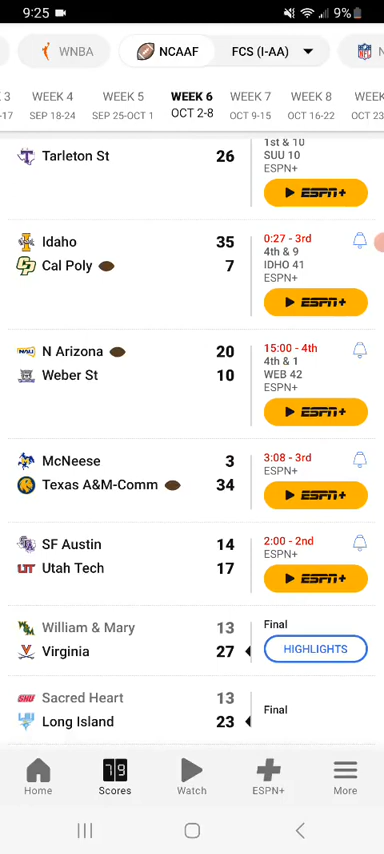 9:25
9%
WNBA
NCAAF
FCS (I-AA)
NFL
N
K 3
WEEK 4
WEEK 5
WEEK 6
WEEK 7
WEEK 8
WEEK
-17
SEP 18-24
SEP 25-OCT 1
OCT 2-8
OCT 9-15
OCT 16-22
OCT 23
Tarleton St
26
1st & 10
SUU 10
ESPN+
ESPN+
Idaho
35
Cal Poly
7
0:27 - 3rd
4th & 9
IDHO 41
ESPN+
ESPN+
NAU
N Arizona
20
Weber St
10
15:00 - 4th
4th & 1
WEB 42
ESPN+
ESPN+
McNeese
3
Texas A&M-Comm
34
3:08 - 3rd
ESPN+
ESPN+
SF Austin
14
UT
Utah Tech
17
2:00 - 2nd
ESPN+
ESPN+
William & Mary
13
Virginia
27
Final
HIGHLIGHTS
SHU
Sacred Heart
13
Long Island
23
Final
Home
79
Scores
Watch
ESPN+
More